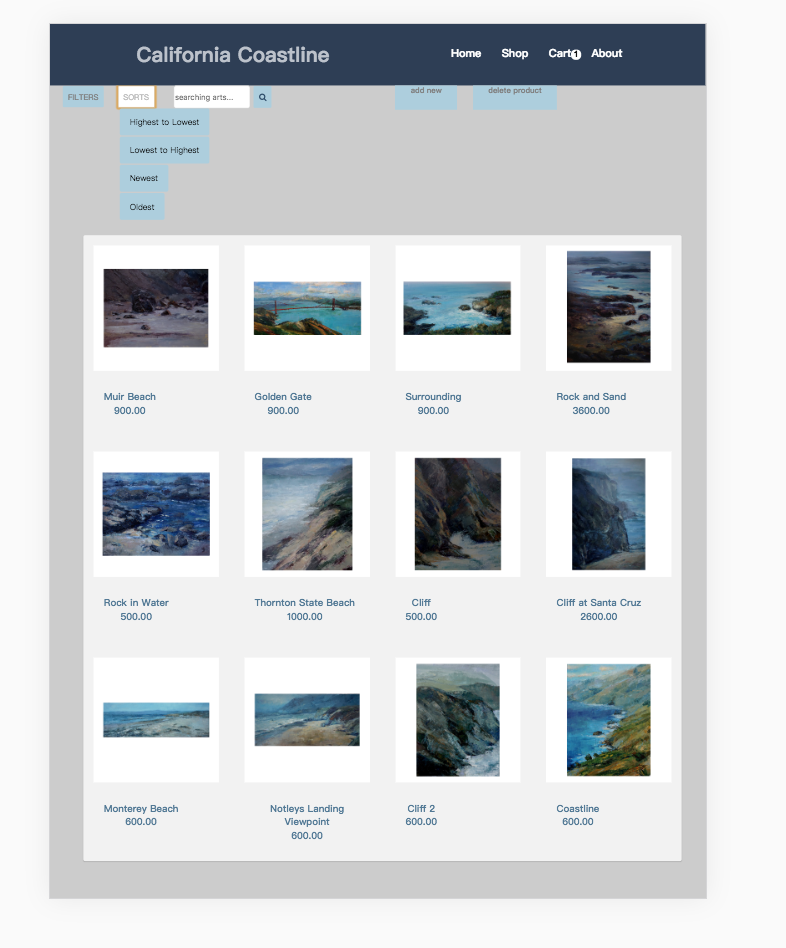 California Coastline
Home Shop Cart 1 About
FILTERS SORTS searching arts... add new delete product
Highest to Lowest
Lowest to Highest
Newest
Oldest
Muir Beach
900.00
Golden Gate
900.00
Surrounding
900.00
Rock and Sand
3600.00
Rock in Water
500.00
Thornton State Beach
1000.00
Cliff
500.00
Cliff at Santa Cruz
2600.00
Monterey Beach
600.00
Notleys Landing
Viewpoint
600.00
Cliff 2
600.00
Coastline
600.00